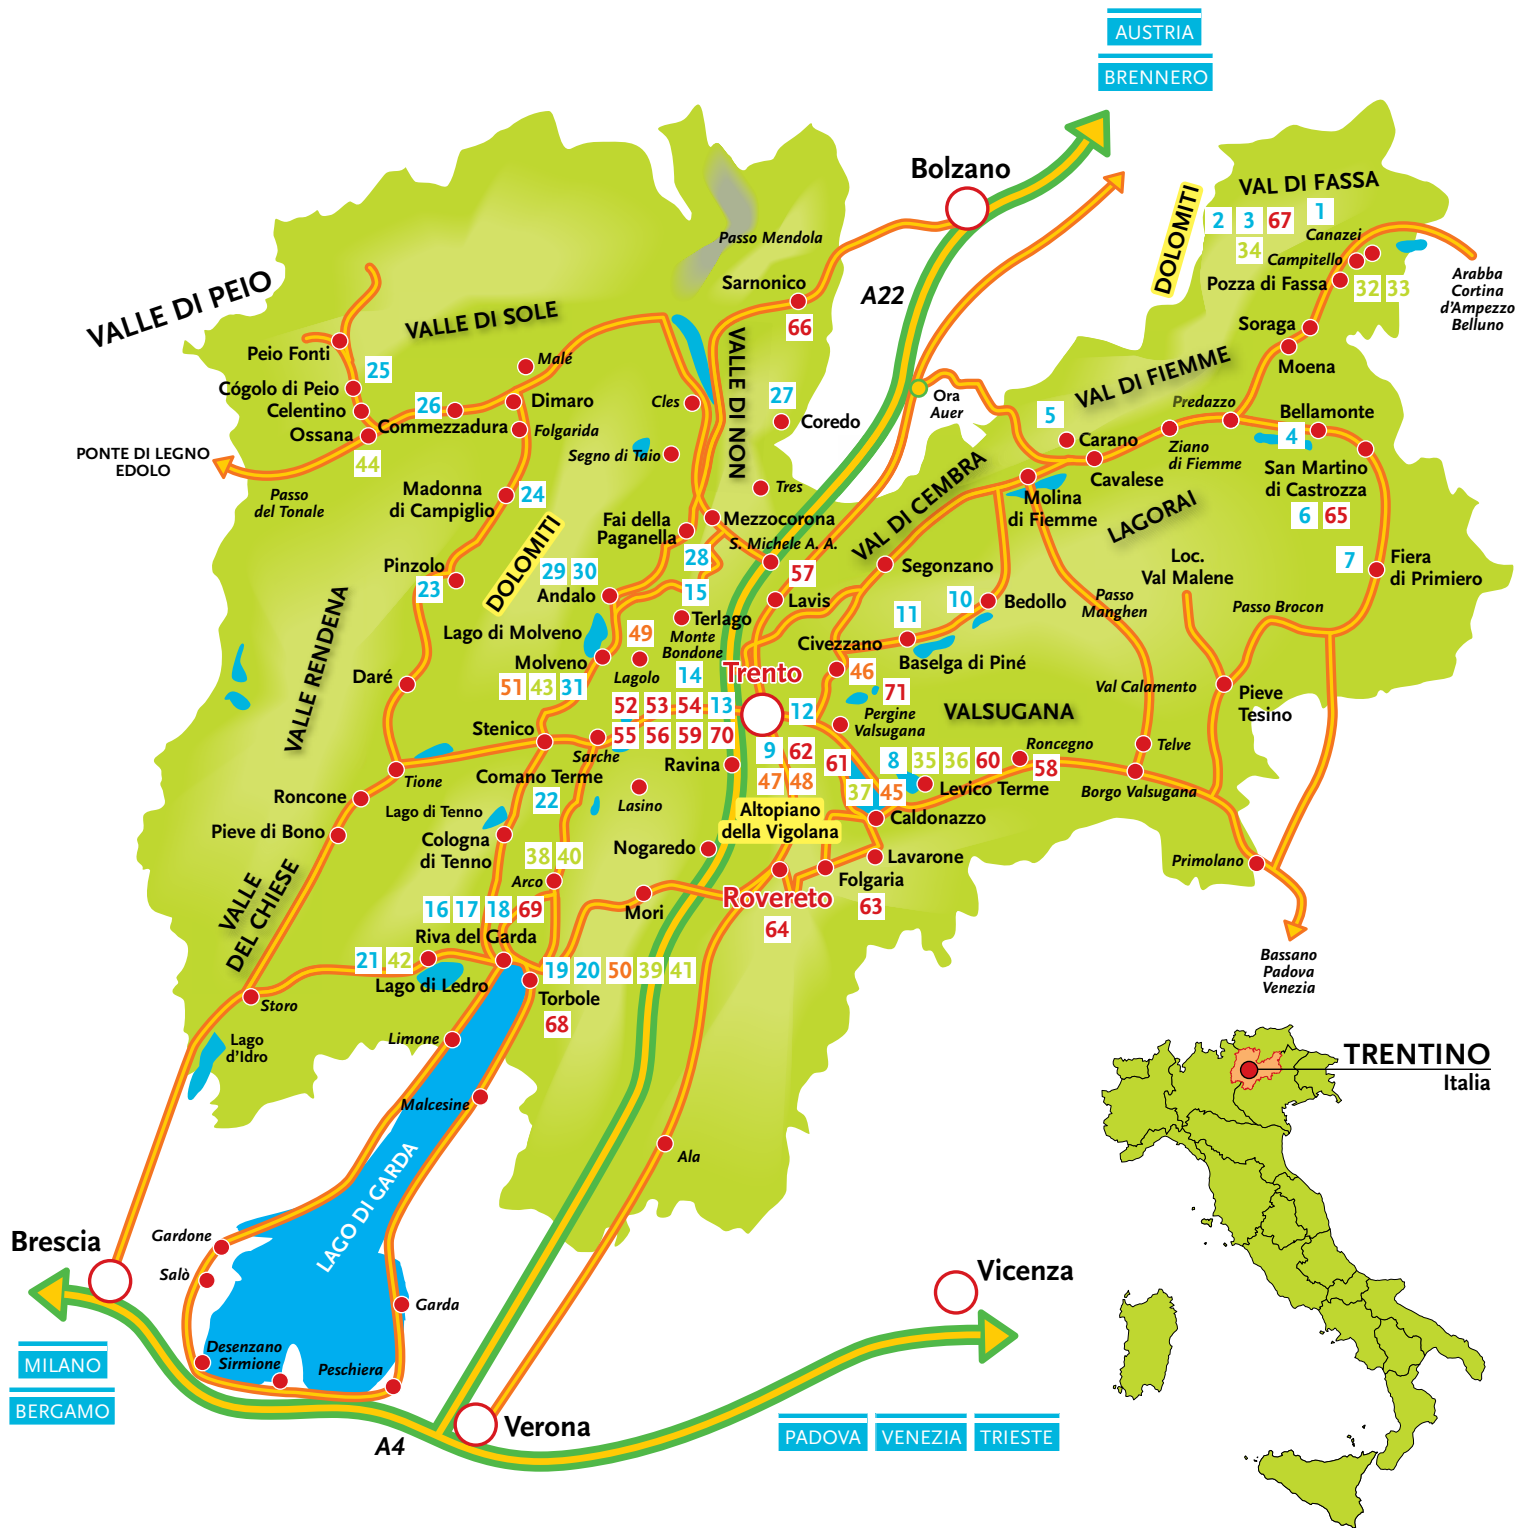 AUSTRIA
BRENNERO
Bolzano
VAL DI FASSA
DOLOMITI
2 3 67 1
34
Canazei
Campitello
Pozza di Fassa
32 33
Arabba
Cortina
d'Ampezzo
Belluno
Passo Mendola
Sarnonico
66
A22
VALLE DI PEIO
VALLE DI SOLE
VALLE DI NON
Soraga
Moena
VAL DI FIEMME
Peio Fonti
25
Malé
Cógolo di Peio
Celentino
Ossana
26
Commezzadura
Dimaro
Folgarida
Cles
27
Coredo
Ora
Auer
5
Carano
Predazzo
Bellamonte
4
Ziano
di Fiemme
Cavalese
San Martino
di Castrozza
6 65
PONTE DI LEGNO
EDOLO
44
Passo
del Tonale
Segno di Taio
Tres
Madonna
di Campiglio
24
VAL DI CEMBRA
Molina
di Fiemme
LAGORAI
Fai della
Paganella
Mezzocorona
S. Michele A. A.
28
57
DOLOMITI
Pinzolo
23
29 30
Andalo
15
Lavis
Segonzano
Loc.
Val Malene
7
Fiera
di Primiero
Passo
Manghen
Passo Brocon
10
Bedollo
11
Terlago
Monte
Bondone
Lago di Molveno
49
Civezzano
Baselga di Piné
VALLE RENDENA
Molveno
51 43 31
Lagolo
14
Trento
46
71
Daré
52 53 54 13
12
Pergine
Valsugana
VALSUGANA
Val Calamento
Pieve
Tesino
Stenico
55 56 59 70
Sarche
9 62
61
8 35 36 60
Roncegno
58
Telve
Tione
Comano Terme
22
Ravina
47 48
37 45
Levico Terme
Borgo Valsugana
Roncone
Lago di Tenno
Lasino
Altopiano
della Vigolana
Caldonazzo
Pieve di Bono
Cologna
di Tenno
38 40
Nogaredo
Lavarone
Primolano
VALLE
DEL CHIESE
Arco
Folgaria
63
Mori
Rovereto
64
16 17 18 69
Riva del Garda
21 42
Lago di Ledro
19 20 50 39 41
Torbole
68
Bassano
Padova
Venezia
Storo
Lago
d'Idro
Limone
Malcesine
TRENTINO
Italia
Ala
LAGO DI GARDA
Brescia
Gardone
Salò
Garda
Vicenza
MILANO
BERGAMO
Desenzano
Sirmione
Peschiera
A4
Verona
PADOVA VENEZIA TRIESTE